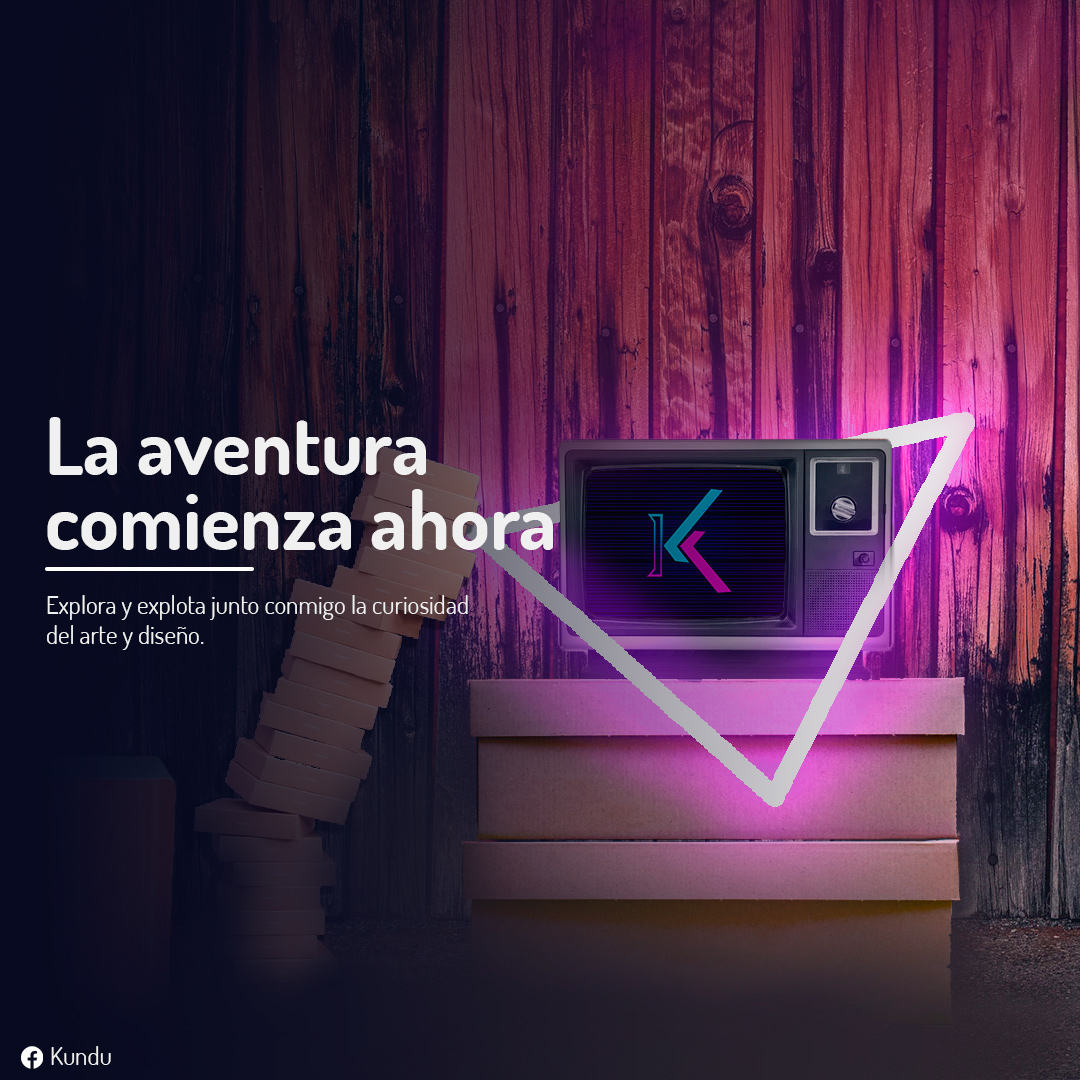 La aventura
comienza ahora
Explora y explota junto conmigo la curiosidad
del arte y diseño.
K
Kundu